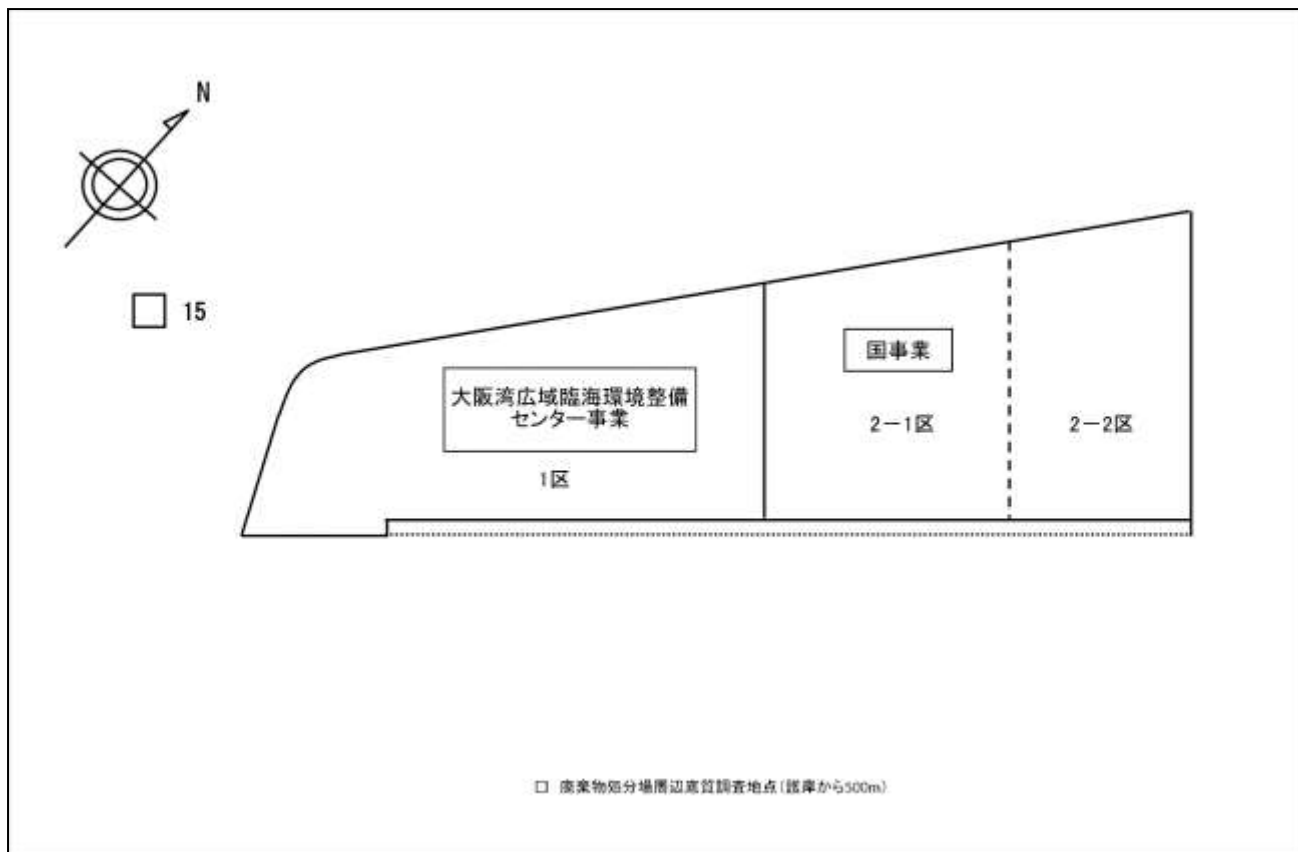 N
15
国事業
大阪湾広域臨海環境整備
センター事業
2－1区
2－2区
1区
□ 廃棄物処分場周辺底質調査地点（護岸から500m）